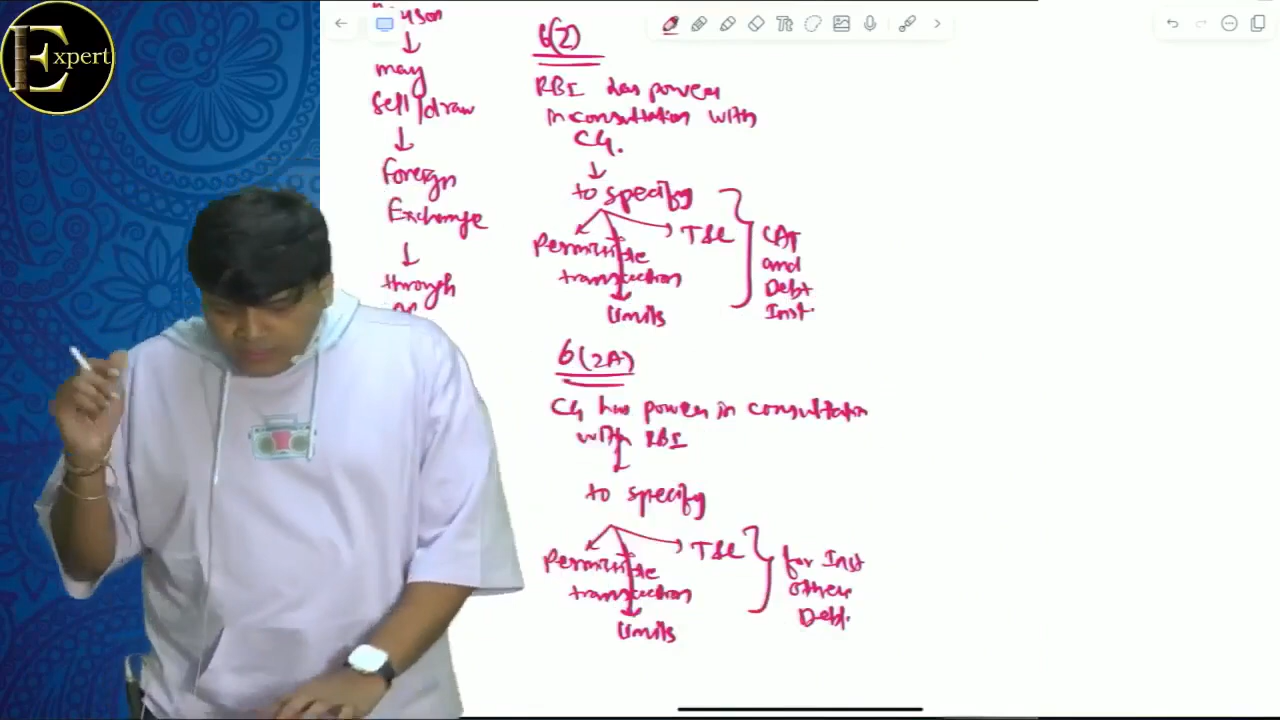 Expert
may
sell/draw
Foreign
Exchange
through
6(2)
RBI has power
in consultation with
CG.
to specify
Permissible
transaction
T&C
Limits
CAT
and
Debt
Inst.
6(2A)
CG has power in consultation
with RBI
to specify
Permissible
transaction
T&C
Limits
for Inst
other
Debt.